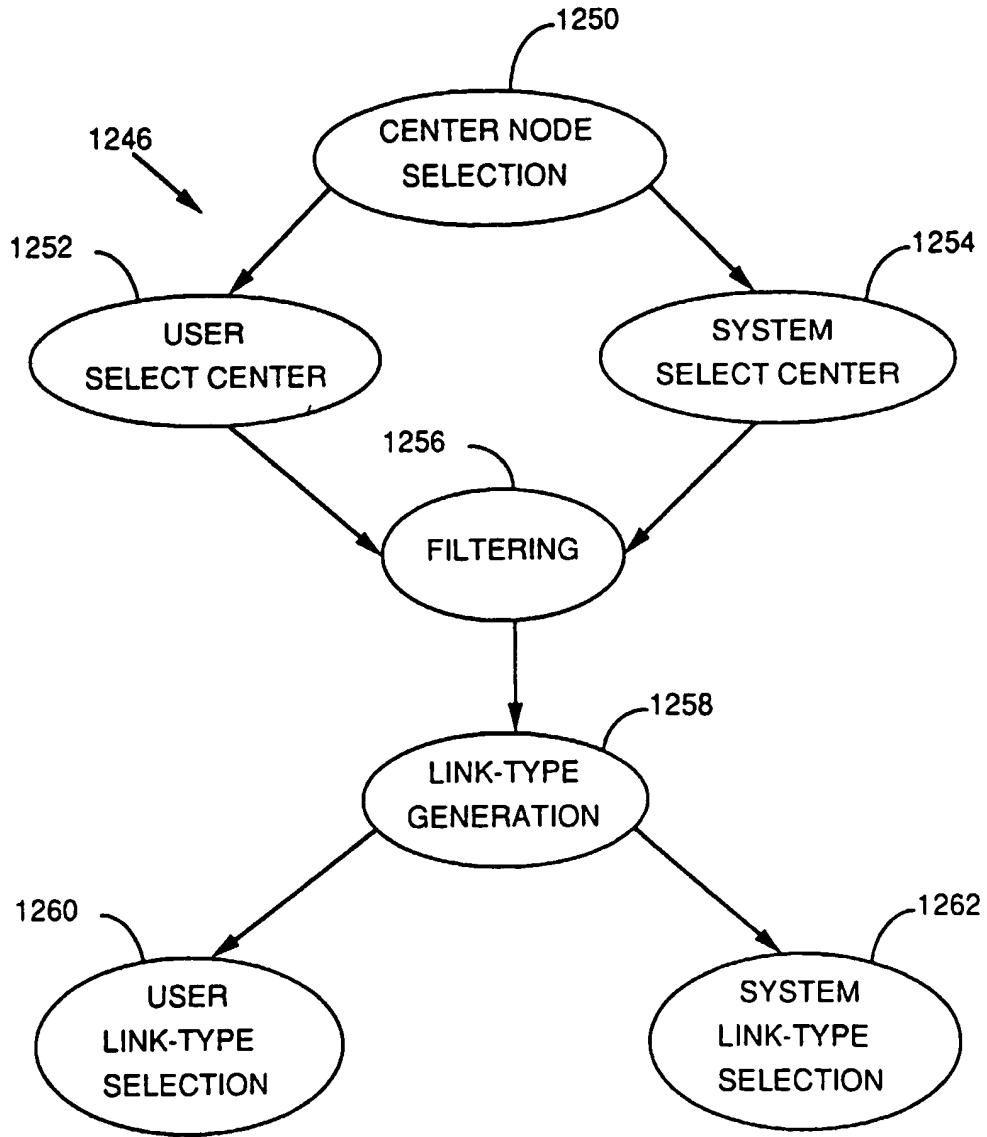 1250
CENTER NODE
SELECTION
1246
1252
1254
USER
SELECT CENTER
SYSTEM
SELECT CENTER
1256
FILTERING
1258
LINK-TYPE
GENERATION
1260
1262
USER
LINK-TYPE
SELECTION
SYSTEM
LINK-TYPE
SELECTION